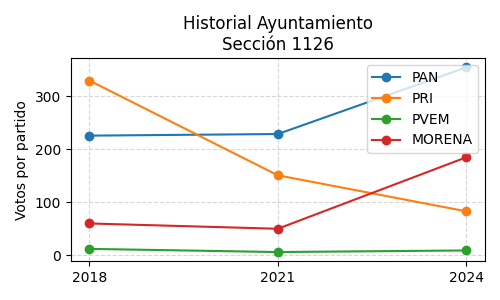 Historial Ayuntamiento
Sección 1126
Votos por partido
300
200
100
0
2018
2021
2024
PAN
PRI
PVEM
MORENA